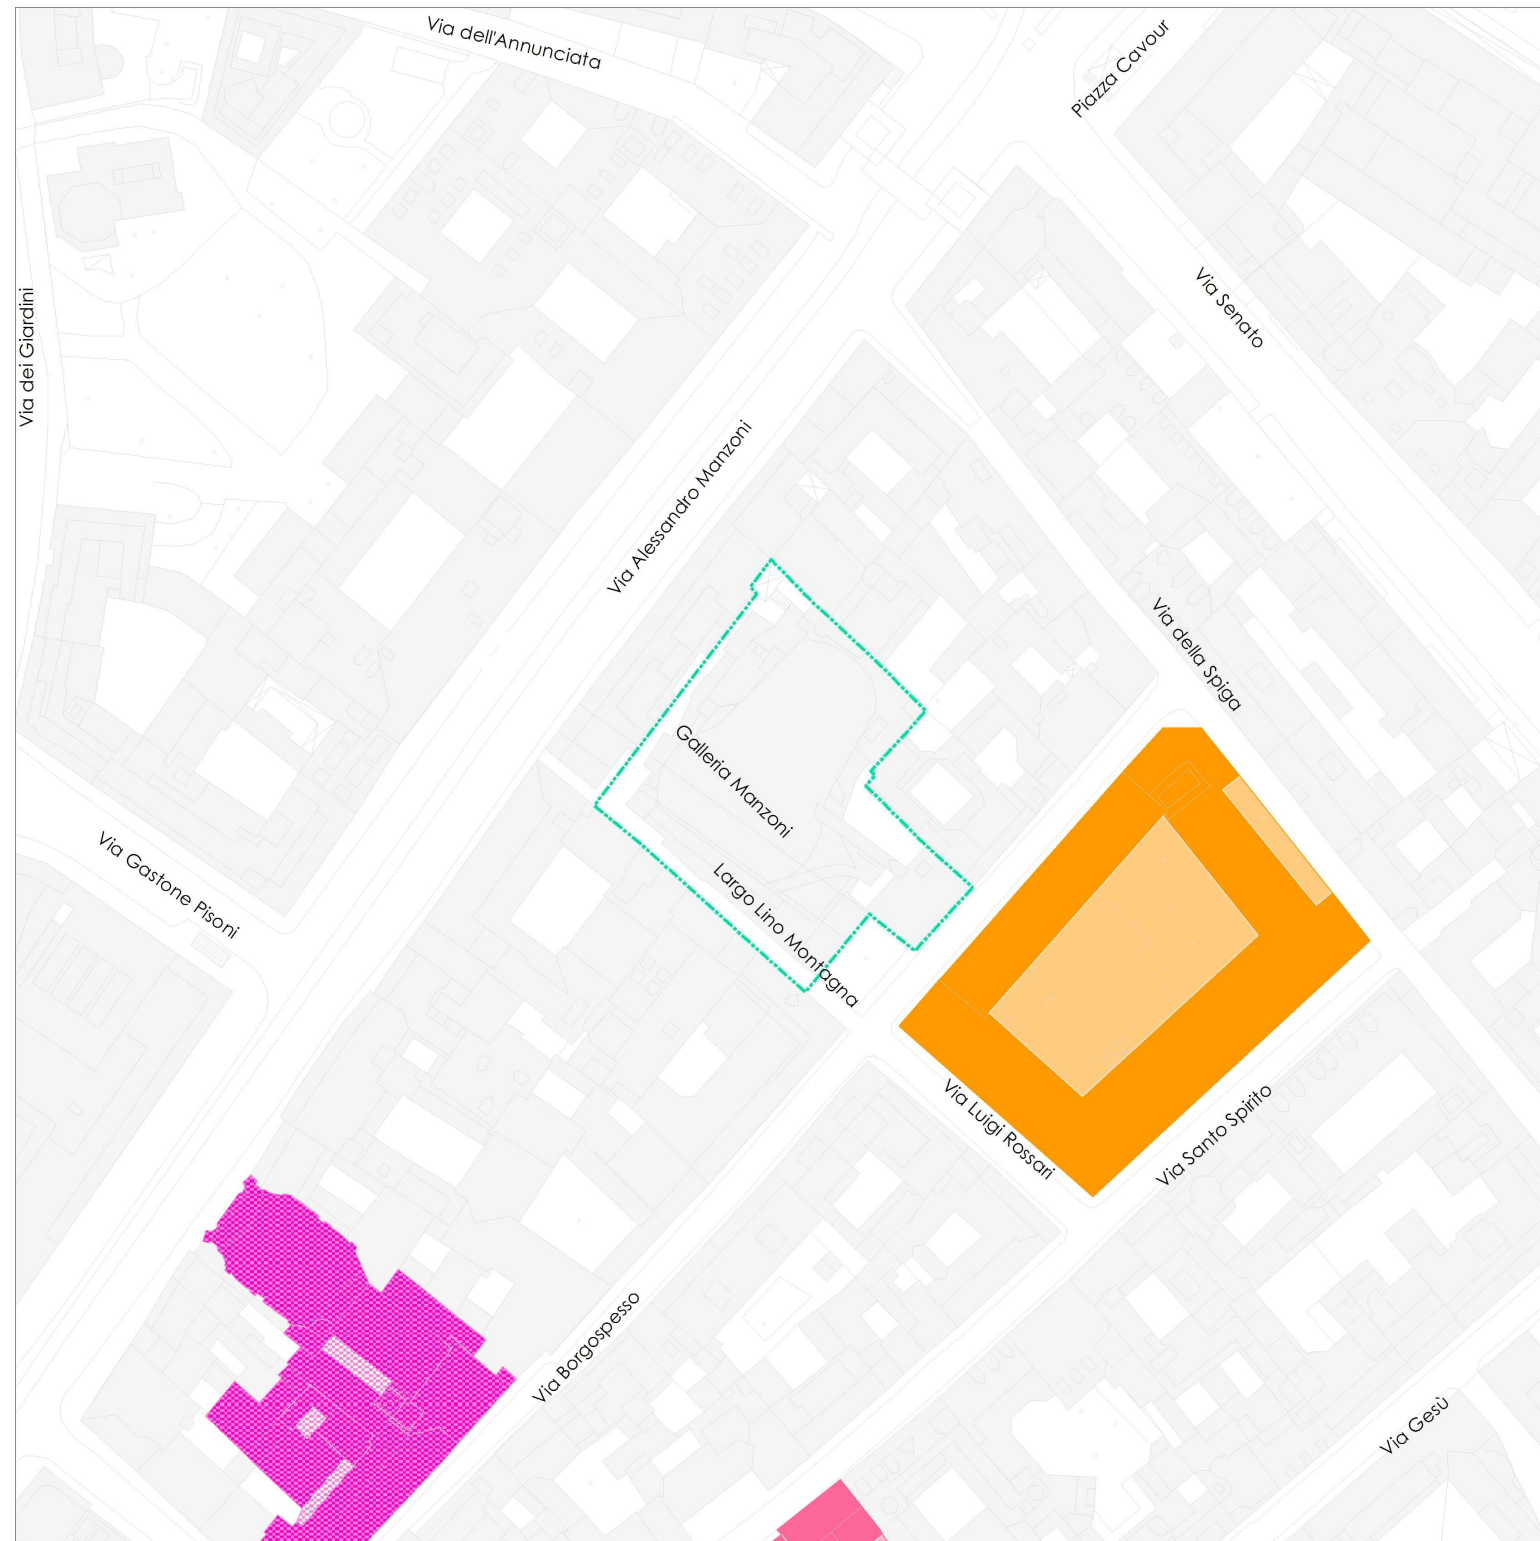 Via dell'Annunciata
Piazza Cavour
Via Senato
Via dei Giardini
Via Alessandro Manzoni
Via della Spiga
Galleria Manzoni
Via Gastone Pisoni
Largo Lino Montagna
Via Luigi Rossari
Via Santo Spirito
Via Borgospesso
Via Gesù